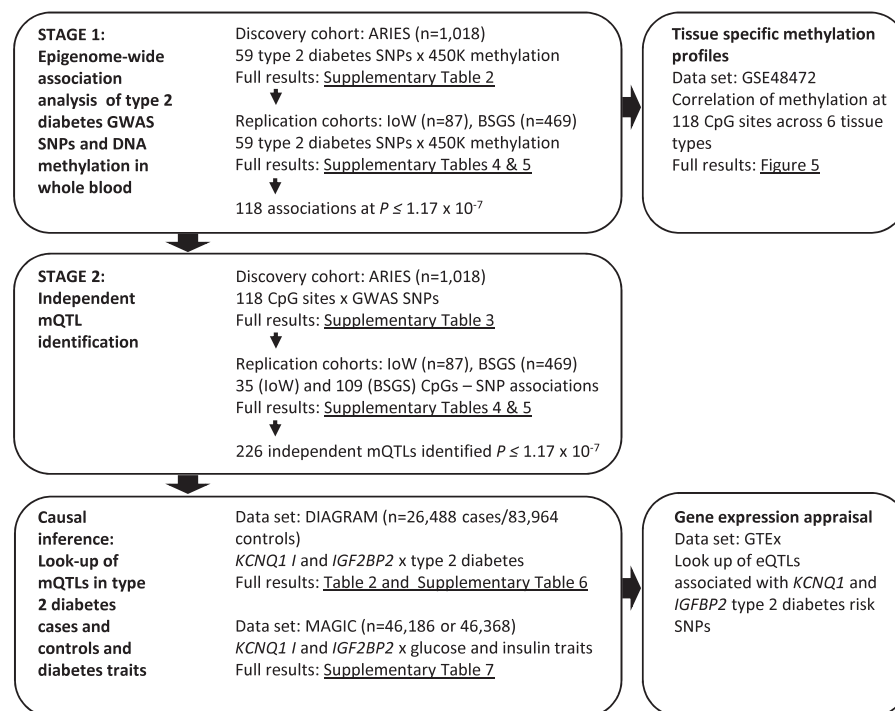 STAGE 1:
Epigenome-wide
association
analysis of type 2
diabetes GWAS
SNPs and DNA
methylation in
whole blood
Discovery cohort: ARIES (n=1,018)
59 type 2 diabetes SNPs x 450K methylation
Full results: Supplementary Table 2
Replication cohorts: IoW (n=87), BSGS (n=469)
59 type 2 diabetes SNPs x 450K methylation
Full results: Supplementary Tables 4 & 5
118 associations at P ≤ 1.17 x 10-7
Tissue specific methylation
profiles
Data set: GSE48472
Correlation of methylation at
118 CpG sites across 6 tissue
types
Full results: Figure 5
STAGE 2:
Independent
mQTL
identification
Discovery cohort: ARIES (n=1,018)
118 CpG sites x GWAS SNPs
Full results: Supplementary Table 3
Replication cohorts: IoW (n=87), BSGS (n=469)
35 (IoW) and 109 (BSGS) CpGs – SNP associations
Full results: Supplementary Tables 4 & 5
226 independent mQTLs identified P ≤ 1.17 x 10-7
Causal
inference:
Look-up of
mQTLs in type
2 diabetes
cases and
controls and
diabetes traits
Data set: DIAGRAM (n=26,488 cases/83,964
controls)
KCNQ1 I and IGF2BP2 x type 2 diabetes
Full results: Table 2 and Supplementary Table 6
Data set: MAGIC (n=46,186 or 46,368)
KCNQ1 I and IGF2BP2 x glucose and insulin traits
Full results: Supplementary Table 7
Gene expression appraisal
Data set: GTEx
Look up of eQTLs
associated with KCNQ1 and
IGFBP2 type 2 diabetes risk
SNPs